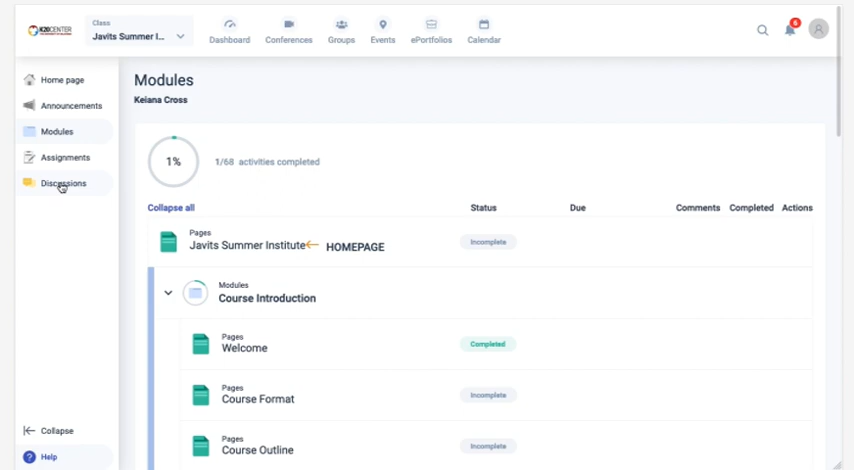 K20CENTER
Class
Javits Summer I...
Dashboard
Conferences
Groups
Events
ePortfolios
Calendar
6
Home page
Announcements
Modules
Assignments
Discussions
Collapse
? Help
Modules
Keiana Cross
1%
1/68 activities completed
Collapse all
Status
Due
Comments
Completed
Actions
Pages
Javits Summer Institute ← HOMEPAGE
Incomplete
Modules
Course Introduction
Pages
Welcome
Completed
Pages
Course Format
Incomplete
Pages
Course Outline
Incomplete